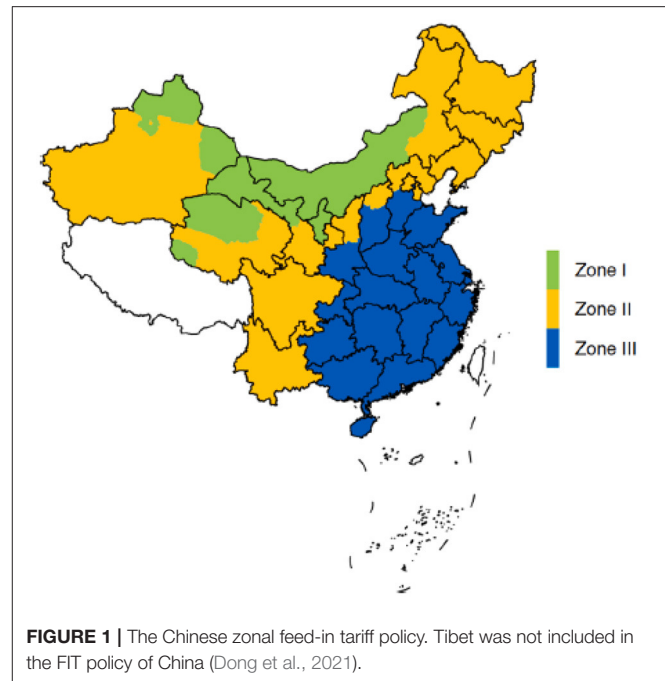 Zone I
Zone II
Zone III
FIGURE 1 | The Chinese zonal feed-in tariff policy. Tibet was not included in
the FIT policy of China (Dong et al., 2021).